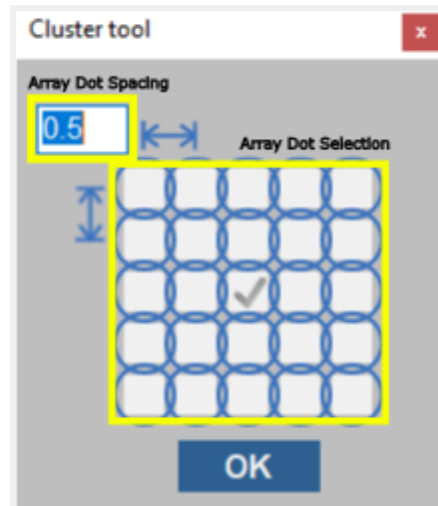 Cluster tool
x
Array Dot Spacing
0.5
Array Dot Selection
OK